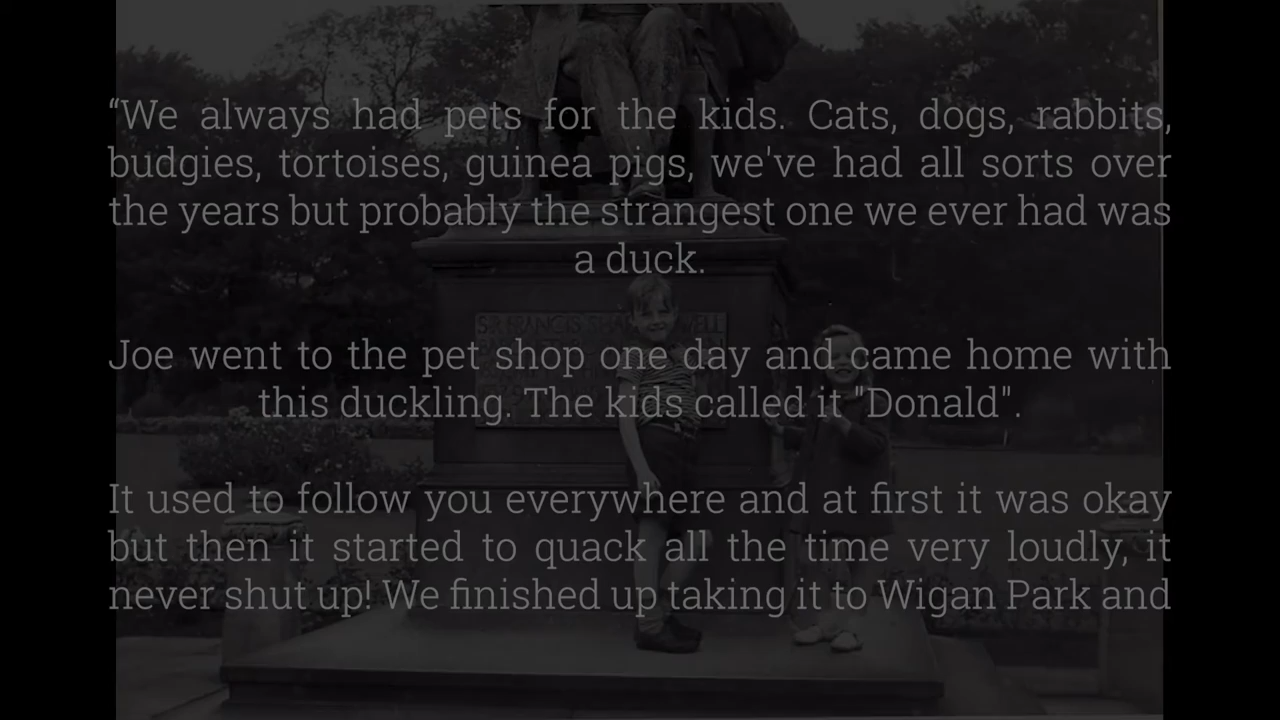 “We always had pets for the kids. Cats, dogs, rabbits,
budgies, tortoises, guinea pigs, we've had all sorts over
the years but probably the strangest one we ever had was
a duck.
Joe went to the pet shop one day and came home with
this duckling. The kids called it "Donald".
It used to follow you everywhere and at first it was okay
but then it started to quack all the time very loudly, it
never shut up! We finished up taking it to Wigan Park and
SIR FRANCIS